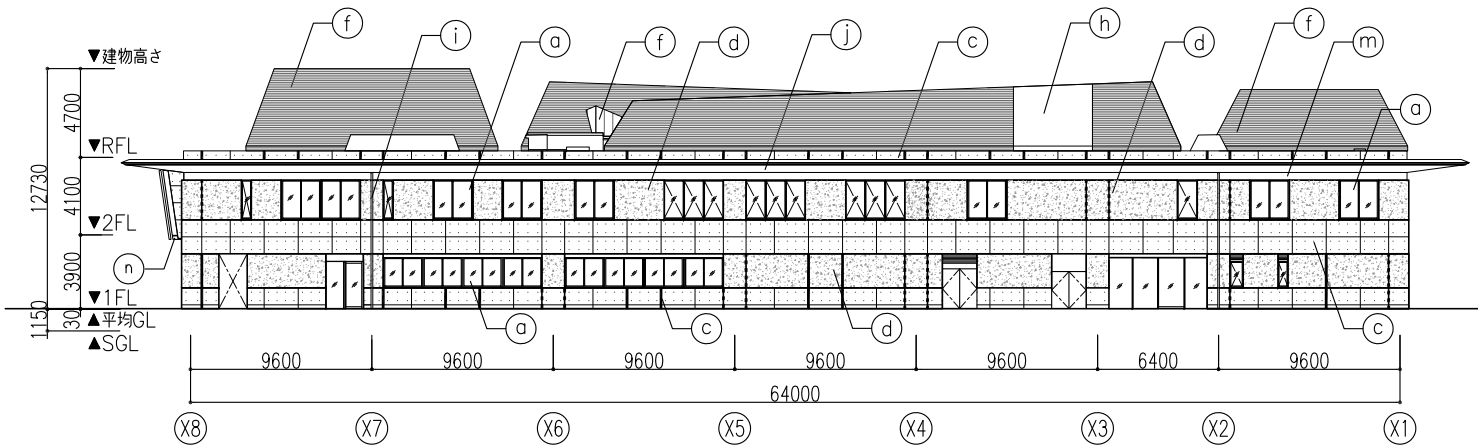 f i a f d j c h d f m a
▼建物高さ
4700
▼RFL
12730
4100
▼2FL
n
3900
▼1FL
30
▲平均GL
1150
▲SGL
a c d c
9600 9600 9600 9600 9600 6400 9600
64000
X8 X7 X6 X5 X4 X3 X2 X1